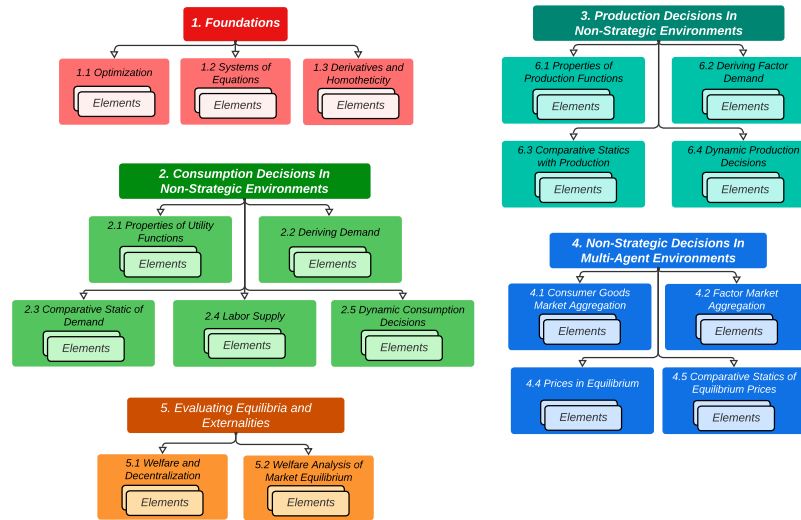 1. Foundations
1.1 Optimization
Elements
1.2 Systems of
Equations
Elements
1.3 Derivatives and
Homotheticity
Elements
2. Consumption Decisions In
Non-Strategic Environments
2.1 Properties of Utility
Functions
Elements
2.2 Deriving Demand
Elements
2.3 Comparative Static of
Demand
Elements
2.4 Labor Supply
Elements
2.5 Dynamic Consumption
Decisions
Elements
5. Evaluating Equilibria and
Externalities
5.1 Welfare and
Decentralization
Elements
5.2 Welfare Analysis of
Market Equilibrium
Elements
3. Production Decisions In
Non-Strategic Environments
6.1 Properties of
Production Functions
Elements
6.2 Deriving Factor
Demand
Elements
6.3 Comparative Statics
with Production
Elements
6.4 Dynamic Production
Decisions
Elements
4. Non-Strategic Decisions In
Multi-Agent Environments
4.1 Consumer Goods
Market Aggregation
Elements
4.2 Factor Market
Aggregation
Elements
4.4 Prices in Equilibrium
Elements
4.5 Comparative Statics of
Equilibrium Prices
Elements